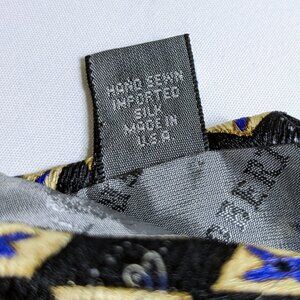 HAND SEWN
IMPORTED
SILK
MADE IN
U.S.A.